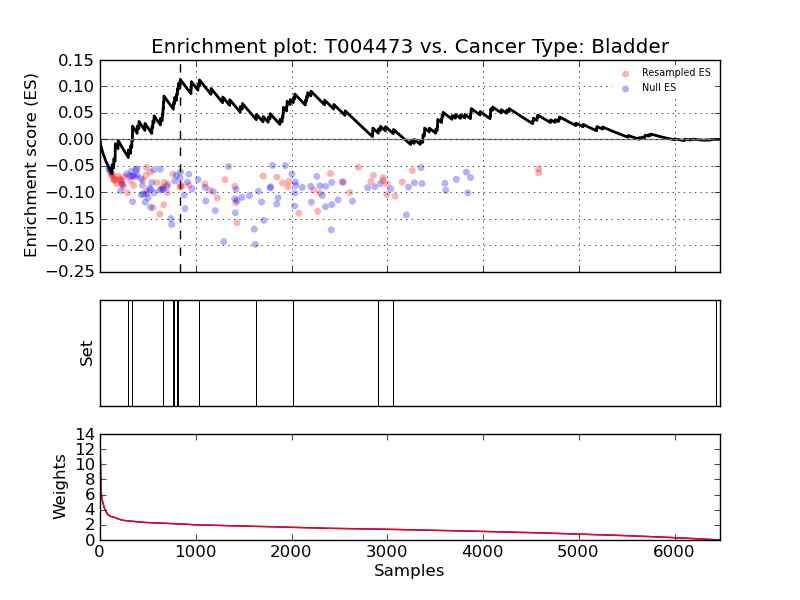 Enrichment plot: T004473 vs. Cancer Type: Bladder
0.15
0.10
0.05
0.00
−0.05
−0.10
−0.15
−0.20
−0.25
Enrichment score (ES)
Resampled ES
Null ES
Set
14
12
10
8
6
4
2
0
Weights
0 1000 2000 3000 4000 5000 6000
Samples